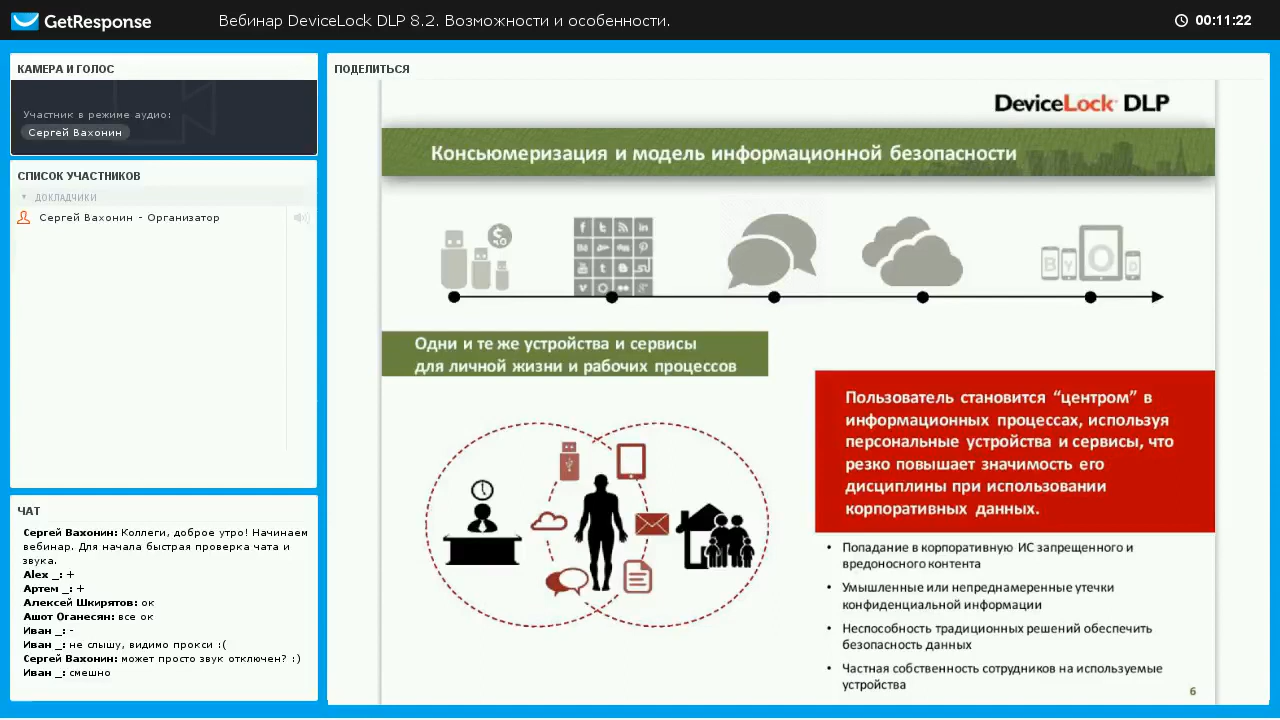 GetResponse
Вебинар DeviceLock DLP 8.2. Возможности и особенности.
00:11:22
КАМЕРА И ГОЛОС
Участник в режиме аудио:
Сергей Вахонин
СПИСОК УЧАСТНИКОВ
ДОКЛАДЧИКИ
Сергей Вахонин - Организатор
ЧАТ
Сергей Вахонин: Коллеги, доброе утро! Начинаем
вебинар. Для начала быстрая проверка чата и
звука.
Alex _: +
Артем _: +
Алексей Шкирятов: ок
Ашот Оганесян: все ок
Иван _: -
Иван _: не слышу, видимо прокси :(
Сергей Вахонин: может просто звук отключен? :)
Иван _: смешно
ПОДЕЛИТЬСЯ
DeviceLock DLP
Консьюмеризация и модель информационной безопасности
BYOD
Одни и те же устройства и сервисы
для личной жизни и рабочих процессов
Пользователь становится “центром” в
информационных процессах, используя
персональные устройства и сервисы, что
резко повышает значимость его
дисциплины при использовании
корпоративных данных.
• Попадание в корпоративную ИС запрещенного и
вредоносного контента
• Умышленные или непреднамеренные утечки
конфиденциальной информации
• Неспособность традиционных решений обеспечить
безопасность данных
• Частная собственность сотрудников на используемые
устройства
6